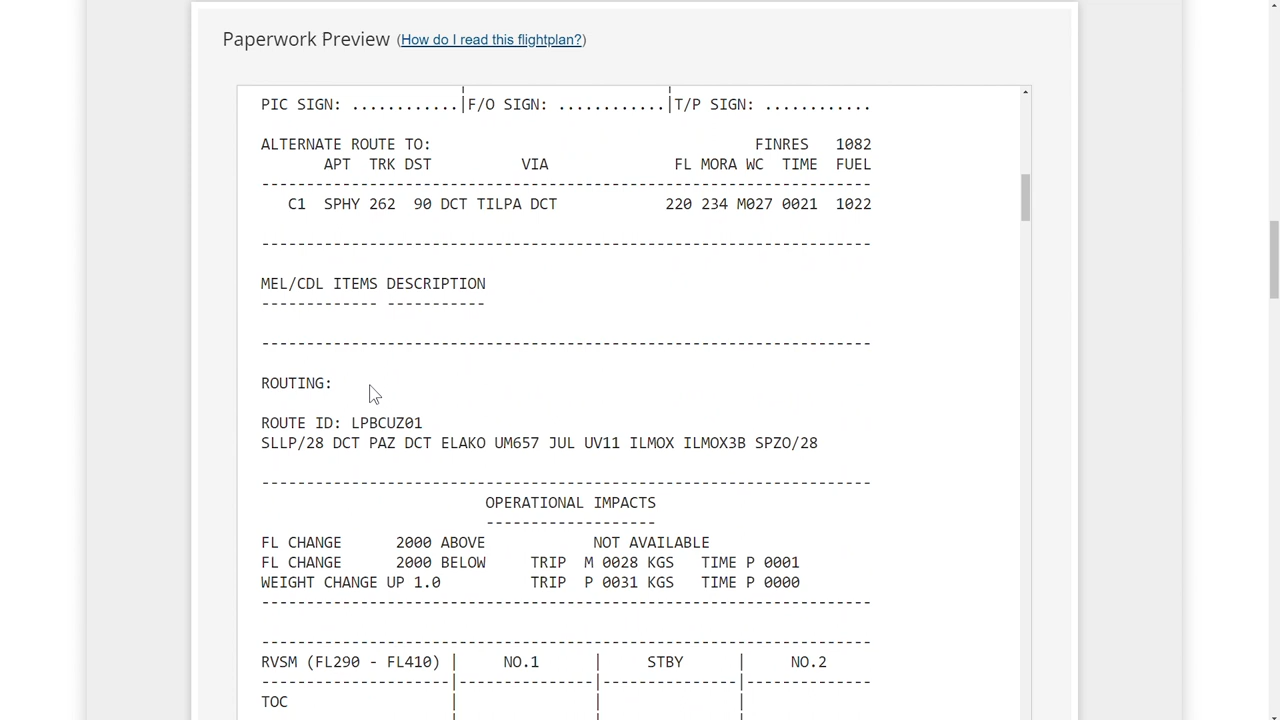 Paperwork Preview (How do I read this flightplan?)
PIC SIGN: ............|F/O SIGN: ............|T/P SIGN: ............
ALTERNATE ROUTE TO: FINRES 1082
APT TRK DST VIA FL MORA WC TIME FUEL
--------------------------------------------------------------------
C1 SPHY 262 90 DCT TILPA DCT 220 234 M027 0021 1022
--------------------------------------------------------------------
MEL/CDL ITEMS DESCRIPTION
------------- -----------
--------------------------------------------------------------------
ROUTING:
ROUTE ID: LPBCUZ01
SLLP/28 DCT PAZ DCT ELAKO UM657 JUL UV11 ILMOX ILMOX3B SPZO/28
--------------------------------------------------------------------
OPERATIONAL IMPACTS
-------------------
FL CHANGE 2000 ABOVE NOT AVAILABLE
FL CHANGE 2000 BELOW TRIP M 0028 KGS TIME P 0001
WEIGHT CHANGE UP 1.0 TRIP P 0031 KGS TIME P 0000
--------------------------------------------------------------------
--------------------------------------------------------------------
RVSM (FL290 - FL410) | NO.1 | STBY | NO.2
---------------------|---------------|---------------|--------------
TOC | | |